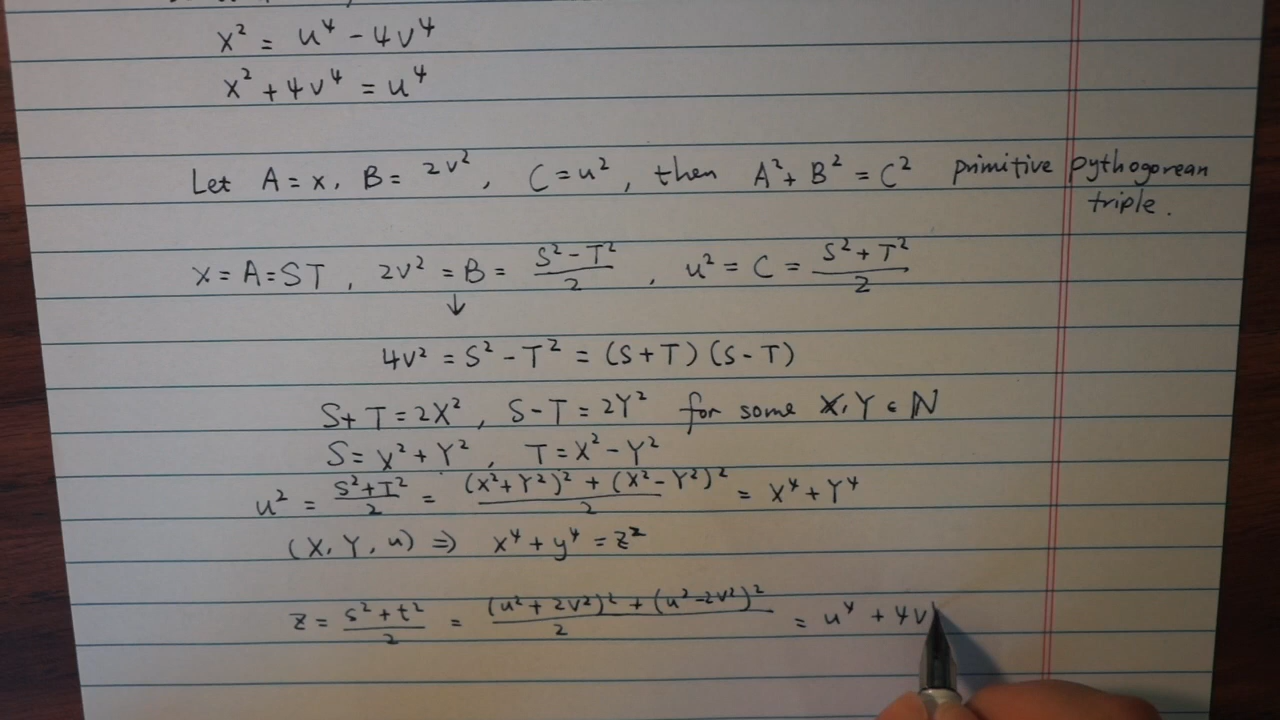 x² = u⁴ - 4v⁴
x² + 4v⁴ = u⁴
Let A = x, B = 2v², C = u², then A² + B² = C² primitive pythogorean
triple.
x = A = ST, 2v² = B = (S² - T²)/2, u² = C = (S² + T²)/2
↓
4v² = S² - T² = (S+T)(S-T)
S+T = 2X², S-T = 2Y² for some X, Y ∈ ℕ
S = X² + Y², T = X² - Y²
u² = (S² + T²)/2 = ((X²+Y²)² + (X²-Y²)²)/2 = X⁴ + Y⁴
(X, Y, u) ⇒ x⁴ + y⁴ = z²
z = (s² + t²)/2 = ((u² + 2v²)² + (u² - 2v²)²)/2 = u⁴ + 4v